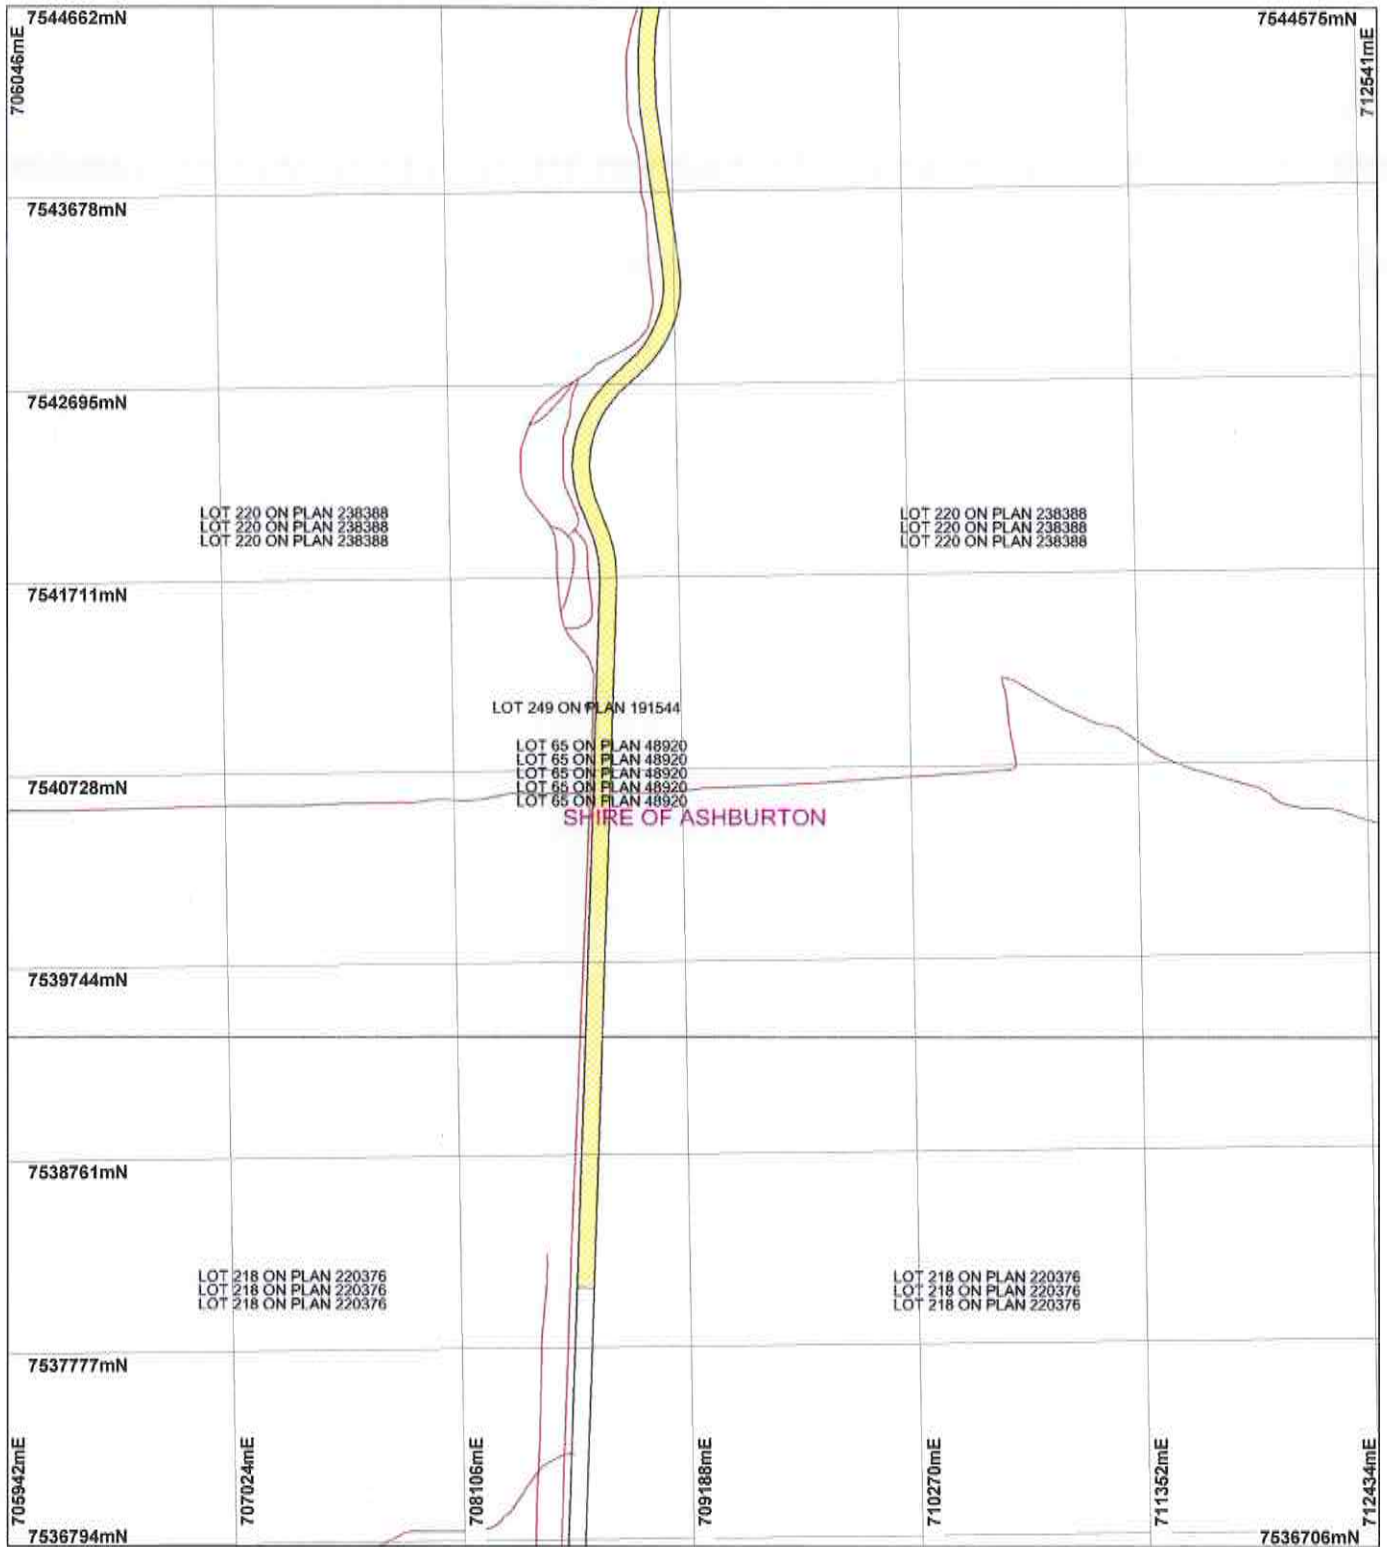 7544662mN
7544575mN
706046mE
712541mE
7543678mN
7542695mN
LOT 220 ON PLAN 238388
LOT 220 ON PLAN 238388
LOT 220 ON PLAN 238388
LOT 220 ON PLAN 238388
LOT 220 ON PLAN 238388
LOT 220 ON PLAN 238388
7541711mN
LOT 249 ON PLAN 191544
LOT 65 ON PLAN 48920
LOT 65 ON PLAN 48920
LOT 65 ON PLAN 48920
LOT 65 ON PLAN 48920
LOT 65 ON PLAN 48920
7540728mN
SHIRE OF ASHBURTON
7539744mN
7538761mN
LOT 218 ON PLAN 220376
LOT 218 ON PLAN 220376
LOT 218 ON PLAN 220376
LOT 218 ON PLAN 220376
LOT 218 ON PLAN 220376
LOT 218 ON PLAN 220376
7537777mN
705942mE
707024mE
708106mE
709188mE
710270mE
711352mE
712434mE
7536794mN
7536706mN